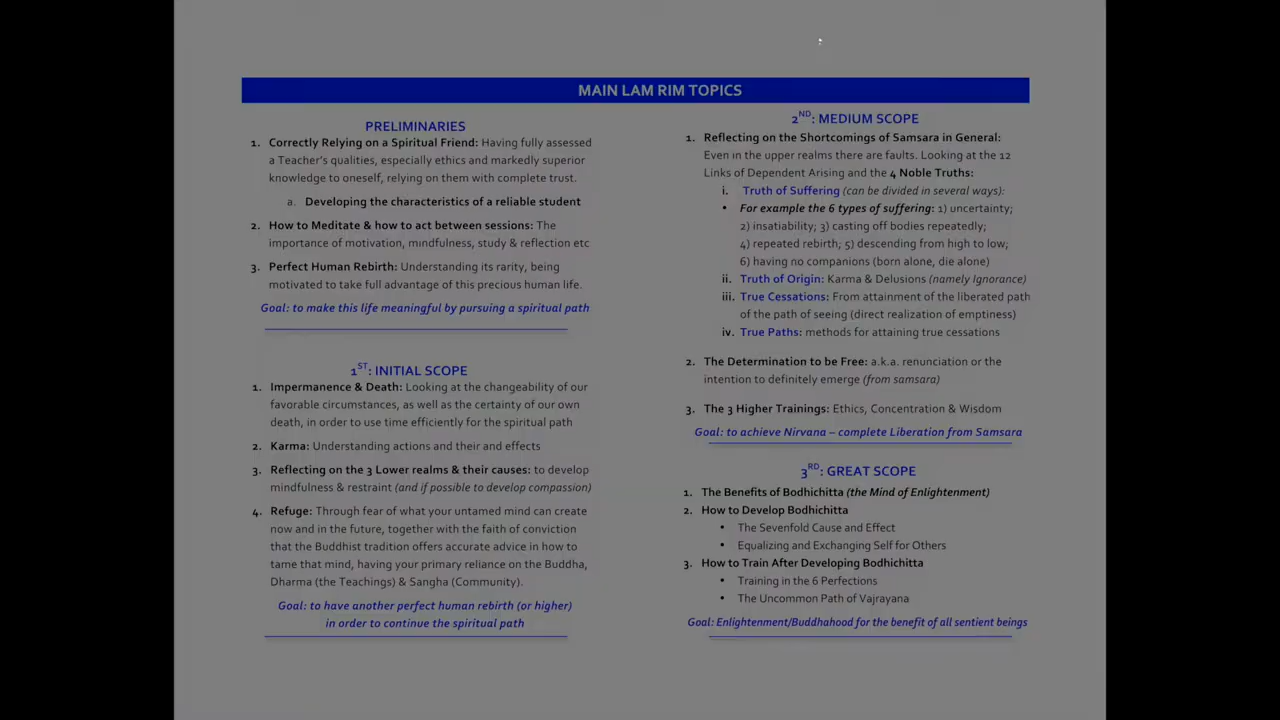 MAIN LAM RIM TOPICS
PRELIMINARIES
1. Correctly Relying on a Spiritual Friend: Having fully assessed
a Teacher's qualities, especially ethics and markedly superior
knowledge to oneself, relying on them with complete trust.
a. Developing the characteristics of a reliable student
2. How to Meditate & how to act between sessions: The
importance of motivation, mindfulness, study & reflection etc
3. Perfect Human Rebirth: Understanding its rarity, being
motivated to take full advantage of this precious human life.
Goal: to make this life meaningful by pursuing a spiritual path
1ST: INITIAL SCOPE
1. Impermanence & Death: Looking at the changeability of our
favorable circumstances, as well as the certainty of our own
death, in order to use time efficiently for the spiritual path
2. Karma: Understanding actions and their and effects
3. Reflecting on the 3 Lower realms & their causes: to develop
mindfulness & restraint (and if possible to develop compassion)
4. Refuge: Through fear of what your untamed mind can create
now and in the future, together with the faith of conviction
that the Buddhist tradition offers accurate advice in how to
tame that mind, having your primary reliance on the Buddha,
Dharma (the Teachings) & Sangha (Community).
Goal: to have another perfect human rebirth (or higher)
in order to continue the spiritual path
2ND: MEDIUM SCOPE
1. Reflecting on the Shortcomings of Samsara in General:
Even in the upper realms there are faults. Looking at the 12
Links of Dependent Arising and the 4 Noble Truths:
i. Truth of Suffering (can be divided in several ways):
• For example the 6 types of suffering: 1) uncertainty;
2) insatiability; 3) casting off bodies repeatedly;
4) repeated rebirth; 5) descending from high to low;
6) having no companions (born alone, die alone)
ii. Truth of Origin: Karma & Delusions (namely Ignorance)
iii. True Cessations: From attainment of the liberated path
of the path of seeing (direct realization of emptiness)
iv. True Paths: methods for attaining true cessations
2. The Determination to be Free: a.k.a. renunciation or the
intention to definitely emerge (from samsara)
3. The 3 Higher Trainings: Ethics, Concentration & Wisdom
Goal: to achieve Nirvana – complete Liberation from Samsara
3RD: GREAT SCOPE
1. The Benefits of Bodhichitta (the Mind of Enlightenment)
2. How to Develop Bodhichitta
• The Sevenfold Cause and Effect
• Equalizing and Exchanging Self for Others
3. How to Train After Developing Bodhichitta
• Training in the 6 Perfections
• The Uncommon Path of Vajrayana
Goal: Enlightenment/Buddhahood for the benefit of all sentient beings